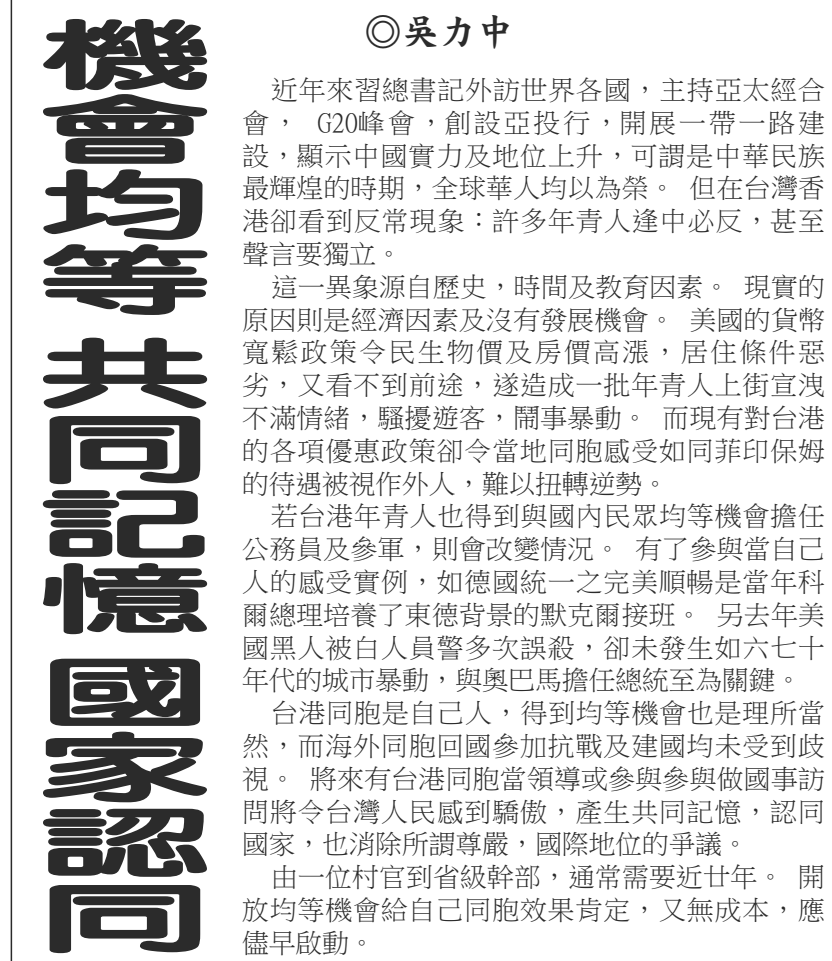 機會均等 共同記憶 國家認同
◎吳力中
近年來習總書記外訪世界各國，主持亞太經合
會， G20峰會，創設亞投行，開展一帶一路建
設，顯示中國實力及地位上升，可謂是中華民族
最輝煌的時期，全球華人均以為榮。 但在台灣香
港卻看到反常現象：許多年青人逢中必反，甚至
聲言要獨立。
這一異象源自歷史，時間及教育因素。 現實的
原因則是經濟因素及沒有發展機會。 美國的貨幣
寬鬆政策令民生物價及房價高漲，居住條件惡
劣，又看不到前途，遂造成一批年青人上街宣洩
不滿情緒，騷擾遊客，鬧事暴動。 而現有對台港
的各項優惠政策卻令當地同胞感受如同菲印保姆
的待遇被視作外人，難以扭轉逆勢。
若台港年青人也得到與國內民眾均等機會擔任
公務員及參軍，則會改變情況。 有了參與當自己
人的感受實例，如德國統一之完美順暢是當年科
爾總理培養了東德背景的默克爾接班。 另去年美
國黑人被白人員警多次誤殺，卻未發生如六七十
年代的城市暴動，與奧巴馬擔任總統至為關鍵。
台港同胞是自己人，得到均等機會也是理所當
然，而海外同胞回國參加抗戰及建國均未受到歧
視。 將來有台港同胞當領導或參與參與做國事訪
問將令台灣人民感到驕傲，產生共同記憶，認同
國家，也消除所謂尊嚴，國際地位的爭議。
由一位村官到省級幹部，通常需要近廿年。 開
放均等機會給自己同胞效果肯定，又無成本，應
儘早啟動。